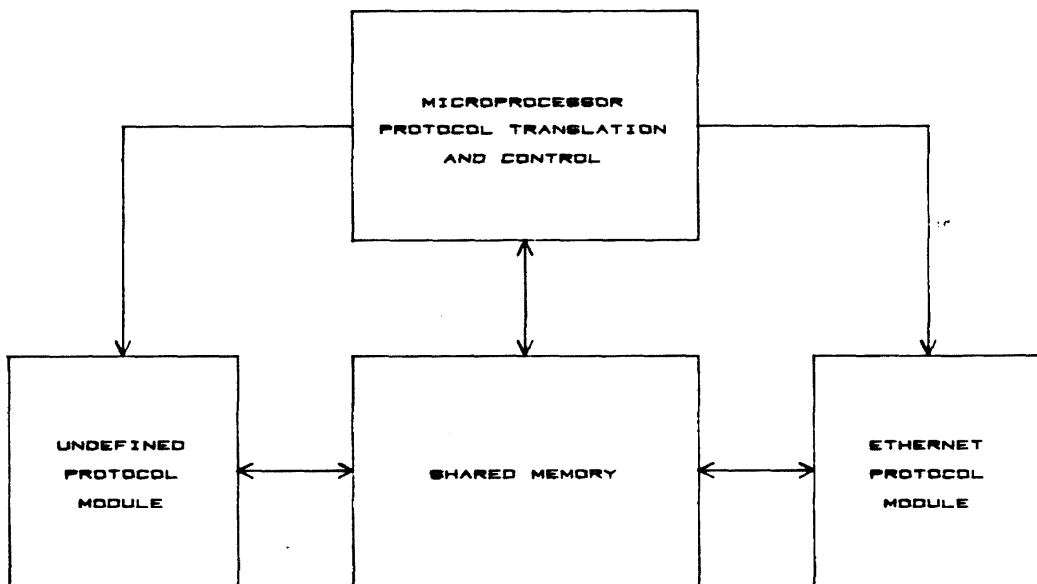 MICROPROCESSOR
PROTOCOL TRANSLATION
AND CONTROL
UNDEFINED
PROTOCOL
MODULE
SHARED MEMORY
ETHERNET
PROTOCOL
MODULE